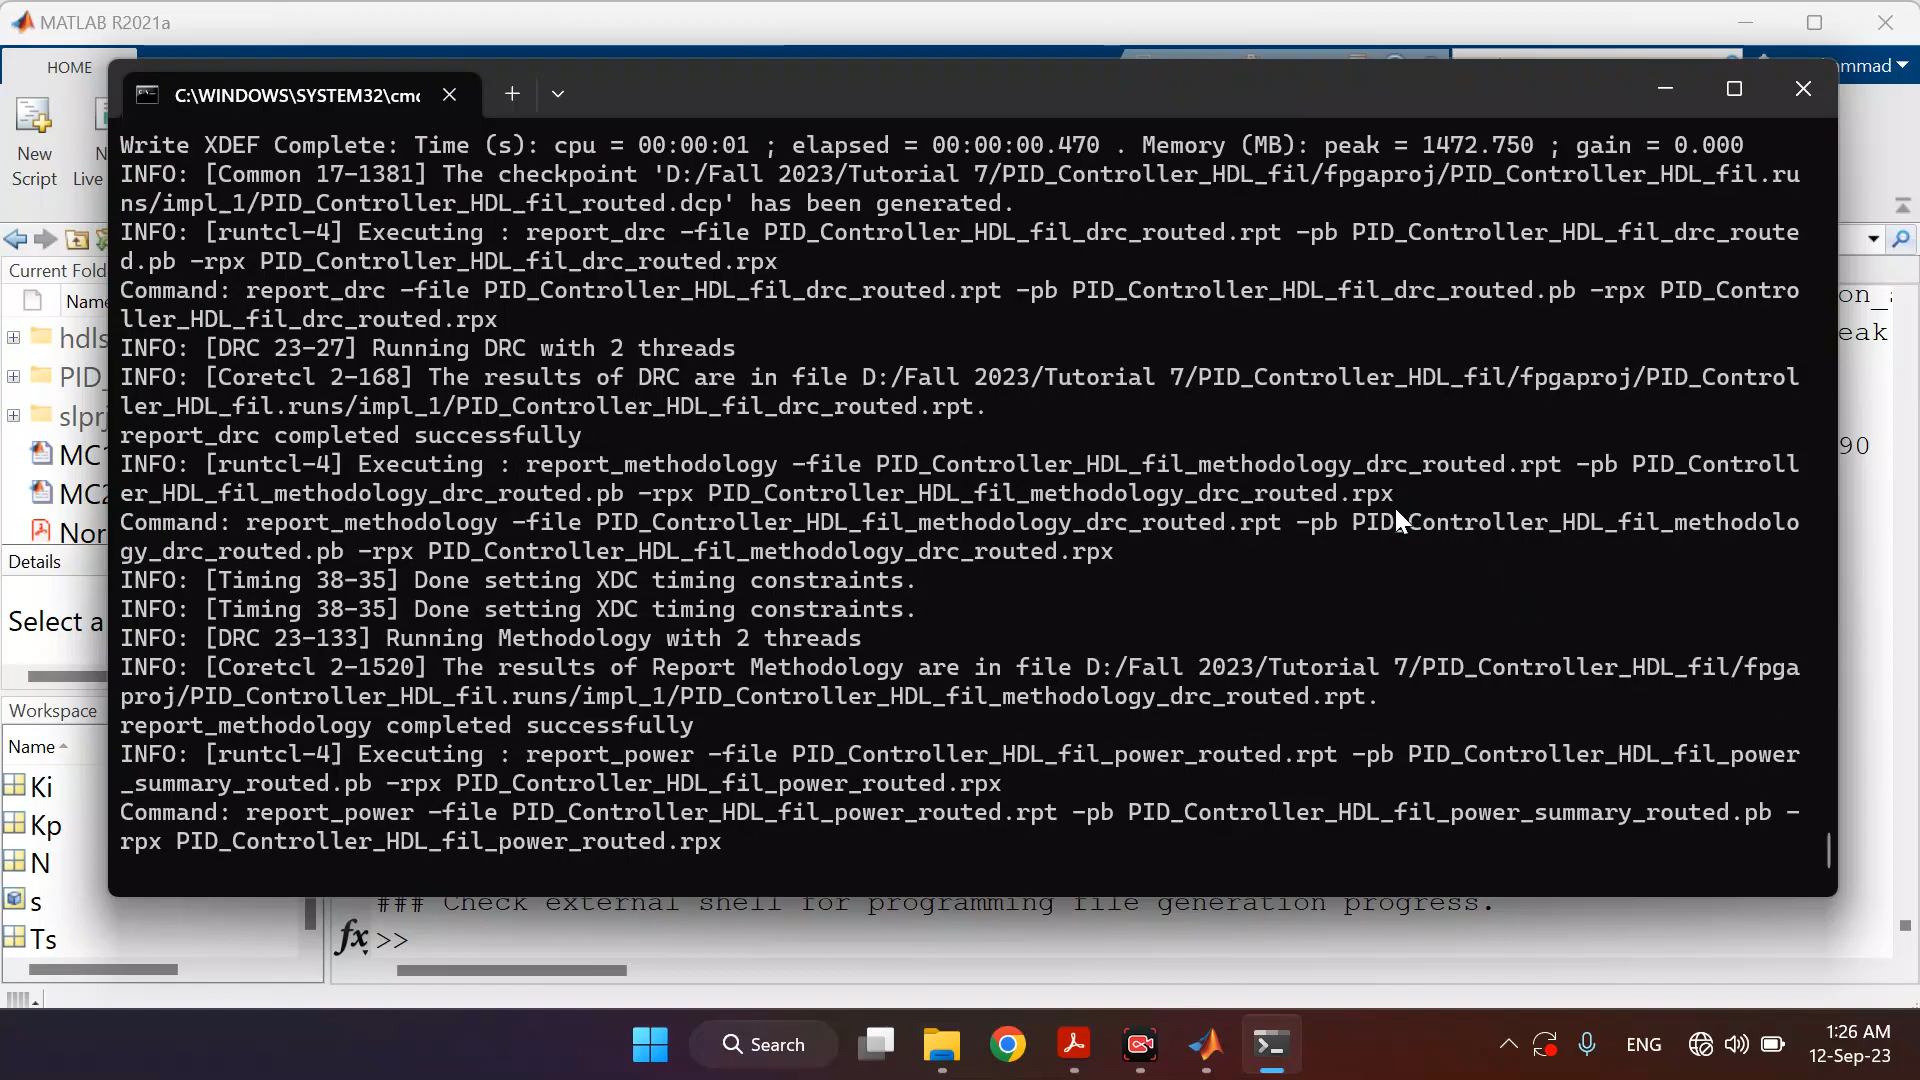 MATLAB R2021a
HOME
mmad
New
Script
N
Live
C:\WINDOWS\SYSTEM32\cmd
Write XDEF Complete: Time (s): cpu = 00:00:01 ; elapsed = 00:00:00.470 . Memory (MB): peak = 1472.750 ; gain = 0.000
INFO: [Common 17-1381] The checkpoint 'D:/Fall 2023/Tutorial 7/PID_Controller_HDL_fil/fpgaproj/PID_Controller_HDL_fil.ru
ns/impl_1/PID_Controller_HDL_fil_routed.dcp' has been generated.
INFO: [runtcl-4] Executing : report_drc -file PID_Controller_HDL_fil_drc_routed.rpt -pb PID_Controller_HDL_fil_drc_route
d.pb -rpx PID_Controller_HDL_fil_drc_routed.rpx
Command: report_drc -file PID_Controller_HDL_fil_drc_routed.rpt -pb PID_Controller_HDL_fil_drc_routed.pb -rpx PID_Contro
ller_HDL_fil_drc_routed.rpx
INFO: [DRC 23-27] Running DRC with 2 threads
INFO: [Coretcl 2-168] The results of DRC are in file D:/Fall 2023/Tutorial 7/PID_Controller_HDL_fil/fpgaproj/PID_Control
ler_HDL_fil.runs/impl_1/PID_Controller_HDL_fil_drc_routed.rpt.
report_drc completed successfully
INFO: [runtcl-4] Executing : report_methodology -file PID_Controller_HDL_fil_methodology_drc_routed.rpt -pb PID_Controll
er_HDL_fil_methodology_drc_routed.pb -rpx PID_Controller_HDL_fil_methodology_drc_routed.rpx
Command: report_methodology -file PID_Controller_HDL_fil_methodology_drc_routed.rpt -pb PID_Controller_HDL_fil_methodolo
gy_drc_routed.pb -rpx PID_Controller_HDL_fil_methodology_drc_routed.rpx
INFO: [Timing 38-35] Done setting XDC timing constraints.
INFO: [Timing 38-35] Done setting XDC timing constraints.
INFO: [DRC 23-133] Running Methodology with 2 threads
INFO: [Coretcl 2-1520] The results of Report Methodology are in file D:/Fall 2023/Tutorial 7/PID_Controller_HDL_fil/fpga
proj/PID_Controller_HDL_fil.runs/impl_1/PID_Controller_HDL_fil_methodology_drc_routed.rpt.
report_methodology completed successfully
INFO: [runtcl-4] Executing : report_power -file PID_Controller_HDL_fil_power_routed.rpt -pb PID_Controller_HDL_fil_power
_summary_routed.pb -rpx PID_Controller_HDL_fil_power_routed.rpx
Command: report_power -file PID_Controller_HDL_fil_power_routed.rpt -pb PID_Controller_HDL_fil_power_summary_routed.pb -
rpx PID_Controller_HDL_fil_power_routed.rpx
Current Fold
Name
hdls
PID_
slprj
MC1
MC2
Nor
Details
Select a
Workspace
Name
Ki
Kp
N
s
Ts
on_
eak
90
### Check external shell for programming file generation progress.
fx >>
Search
ENG
1:26 AM
12-Sep-23